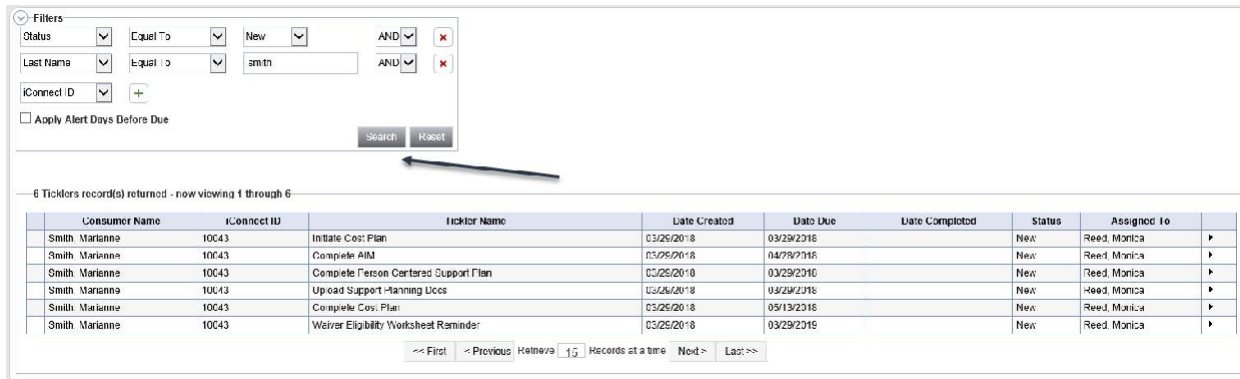 Filters
Status Equal To New AND
Last Name Equal To smith AND
iConnect ID
Apply Alert Days Before Due
Search Reset
6 Ticklers record(s) returned - now viewing 1 through 6
Consumer Name iConnect ID Tickler Name Date Created Date Due Date Completed Status Assigned To
Smith, Marianne 10043 Initiate Cost Plan 03/29/2018 03/29/2018 New Reed, Monica
Smith, Marianne 10043 Complete AIM 03/29/2018 04/28/2018 New Reed, Monica
Smith, Marianne 10043 Complete Person Centered Support Plan 03/29/2018 03/29/2018 New Reed, Monica
Smith, Marianne 10043 Upload Support Planning Docs 03/29/2018 03/29/2018 New Reed, Monica
Smith, Marianne 10043 Complete Cost Plan 03/29/2018 05/13/2018 New Reed, Monica
Smith, Marianne 10043 Waiver Eligibility Worksheet Reminder 03/29/2018 03/29/2019 New Reed, Monica
<< First < Previous Retrieve 15 Records at a time Next > Last >>